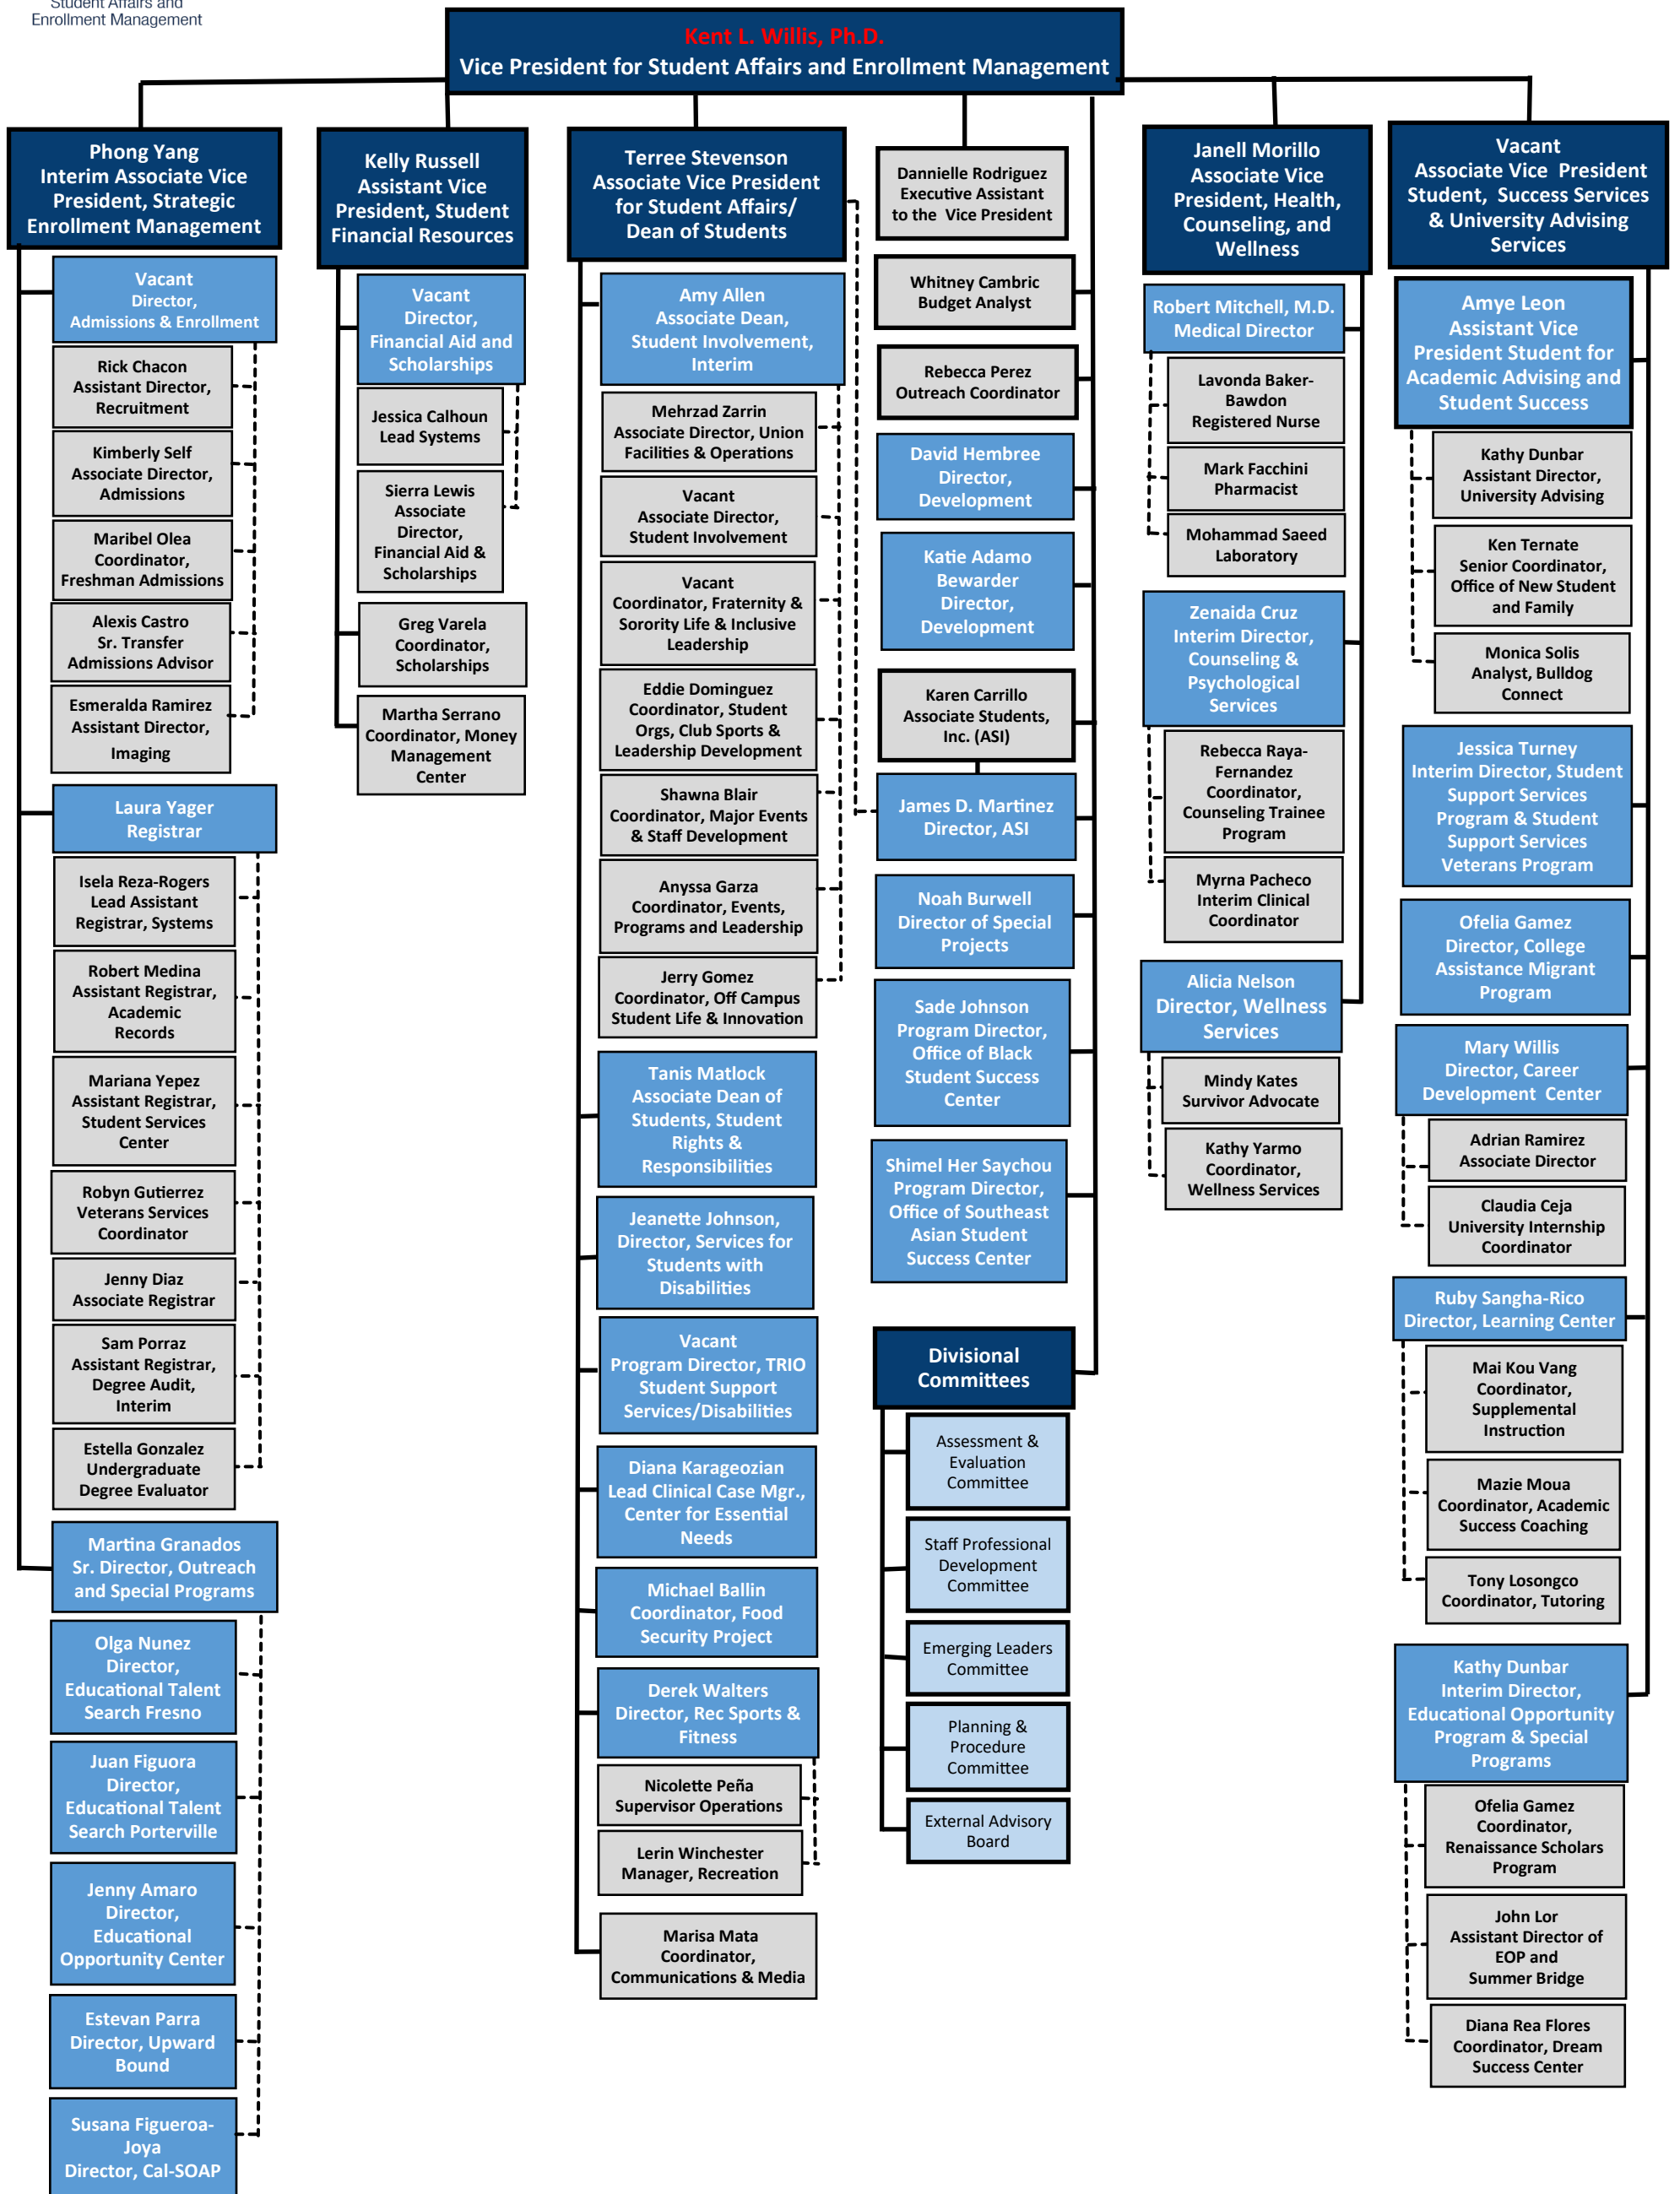 Student Affairs and
Enrollment Management
Kent L. Willis, Ph.D.
Vice President for Student Affairs and Enrollment Management
Phong Yang
Interim Associate Vice
President, Strategic
Enrollment Management
Vacant
Director,
Admissions & Enrollment
Rick Chacon
Assistant Director,
Recruitment
Kimberly Self
Associate Director,
Admissions
Maribel Olea
Coordinator,
Freshman Admissions
Alexis Castro
Sr. Transfer
Admissions Advisor
Esmeralda Ramirez
Assistant Director,
Imaging
Laura Yager
Registrar
Isela Reza-Rogers
Lead Assistant
Registrar, Systems
Robert Medina
Assistant Registrar,
Academic
Records
Mariana Yepez
Assistant Registrar,
Student Services
Center
Robyn Gutierrez
Veterans Services
Coordinator
Jenny Diaz
Associate Registrar
Sam Porraz
Assistant Registrar,
Degree Audit,
Interim
Estella Gonzalez
Undergraduate
Degree Evaluator
Martina Granados
Sr. Director, Outreach
and Special Programs
Olga Nunez
Director,
Educational Talent
Search Fresno
Juan Figuora
Director,
Educational Talent
Search Porterville
Jenny Amaro
Director,
Educational
Opportunity Center
Estevan Parra
Director, Upward
Bound
Susana Figueroa-
Joya
Director, Cal-SOAP
Kelly Russell
Assistant Vice
President, Student
Financial Resources
Vacant
Director,
Financial Aid and
Scholarships
Jessica Calhoun
Lead Systems
Sierra Lewis
Associate
Director,
Financial Aid &
Scholarships
Greg Varela
Coordinator,
Scholarships
Martha Serrano
Coordinator, Money
Management
Center
Terree Stevenson
Associate Vice President
for Student Affairs/
Dean of Students
Amy Allen
Associate Dean,
Student Involvement,
Interim
Mehrzad Zarrin
Associate Director, Union
Facilities & Operations
Vacant
Associate Director,
Student Involvement
Vacant
Coordinator, Fraternity &
Sorority Life & Inclusive
Leadership
Eddie Dominguez
Coordinator, Student
Orgs, Club Sports &
Leadership Development
Shawna Blair
Coordinator, Major Events
& Staff Development
Anyssa Garza
Coordinator, Events,
Programs and Leadership
Jerry Gomez
Coordinator, Off Campus
Student Life & Innovation
Tanis Matlock
Associate Dean of
Students, Student
Rights &
Responsibilities
Jeanette Johnson,
Director, Services for
Students with
Disabilities
Vacant
Program Director, TRIO
Student Support
Services/Disabilities
Diana Karageozian
Lead Clinical Case Mgr.,
Center for Essential
Needs
Michael Ballin
Coordinator, Food
Security Project
Derek Walters
Director, Rec Sports &
Fitness
Nicolette Peña
Supervisor Operations
Lerin Winchester
Manager, Recreation
Marisa Mata
Coordinator,
Communications & Media
Dannielle Rodriguez
Executive Assistant
to the Vice President
Whitney Cambric
Budget Analyst
Rebecca Perez
Outreach Coordinator
David Hembree
Director,
Development
Katie Adamo
Bewarder
Director,
Development
Karen Carrillo
Associate Students,
Inc. (ASI)
James D. Martinez
Director, ASI
Noah Burwell
Director of Special
Projects
Sade Johnson
Program Director,
Office of Black
Student Success
Center
Shimel Her Saychou
Program Director,
Office of Southeast
Asian Student
Success Center
Divisional
Committees
Assessment &
Evaluation
Committee
Staff Professional
Development
Committee
Emerging Leaders
Committee
Planning &
Procedure
Committee
External Advisory
Board
Janell Morillo
Associate Vice
President, Health,
Counseling, and
Wellness
Robert Mitchell, M.D.
Medical Director
Lavonda Baker-
Bawdon
Registered Nurse
Mark Facchini
Pharmacist
Mohammad Saeed
Laboratory
Zenaida Cruz
Interim Director,
Counseling &
Psychological
Services
Rebecca Raya-
Fernandez
Coordinator,
Counseling Trainee
Program
Myrna Pacheco
Interim Clinical
Coordinator
Alicia Nelson
Director, Wellness
Services
Mindy Kates
Survivor Advocate
Kathy Yarmo
Coordinator,
Wellness Services
Vacant
Associate Vice President
Student, Success Services
& University Advising
Services
Amye Leon
Assistant Vice
President Student for
Academic Advising and
Student Success
Kathy Dunbar
Assistant Director,
University Advising
Ken Ternate
Senior Coordinator,
Office of New Student
and Family
Monica Solis
Analyst, Bulldog
Connect
Jessica Turney
Interim Director, Student
Support Services
Program & Student
Support Services
Veterans Program
Ofelia Gamez
Director, College
Assistance Migrant
Program
Mary Willis
Director, Career
Development Center
Adrian Ramirez
Associate Director
Claudia Ceja
University Internship
Coordinator
Ruby Sangha-Rico
Director, Learning Center
Mai Kou Vang
Coordinator,
Supplemental
Instruction
Mazie Moua
Coordinator, Academic
Success Coaching
Tony Losongco
Coordinator, Tutoring
Kathy Dunbar
Interim Director,
Educational Opportunity
Program & Special
Programs
Ofelia Gamez
Coordinator,
Renaissance Scholars
Program
John Lor
Assistant Director of
EOP and
Summer Bridge
Diana Rea Flores
Coordinator, Dream
Success Center